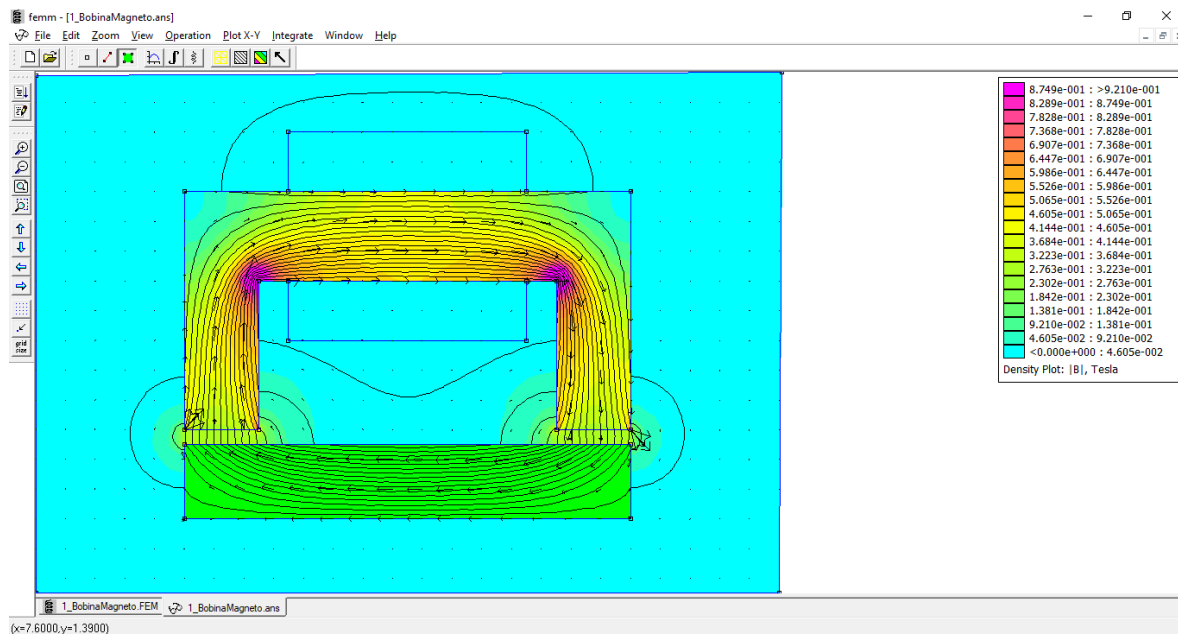 femm - [1_BobinaMagneto.ans]
File Edit Zoom View Operation Plot X-Y Integrate Window Help
grid
size
8.749e-001 : >9.210e-001
8.289e-001 : 8.749e-001
7.828e-001 : 8.289e-001
7.368e-001 : 7.828e-001
6.907e-001 : 7.368e-001
6.447e-001 : 6.907e-001
5.986e-001 : 6.447e-001
5.526e-001 : 5.986e-001
5.065e-001 : 5.526e-001
4.605e-001 : 5.065e-001
4.144e-001 : 4.605e-001
3.684e-001 : 4.144e-001
3.223e-001 : 3.684e-001
2.763e-001 : 3.223e-001
2.302e-001 : 2.763e-001
1.842e-001 : 2.302e-001
1.381e-001 : 1.842e-001
9.210e-002 : 1.381e-001
4.605e-002 : 9.210e-002
<0.000e+000 : 4.605e-002
Density Plot: |B|, Tesla
1_BobinaMagneto.FEM 1_BobinaMagneto.ans
(x=7.6000,y=1.3900)